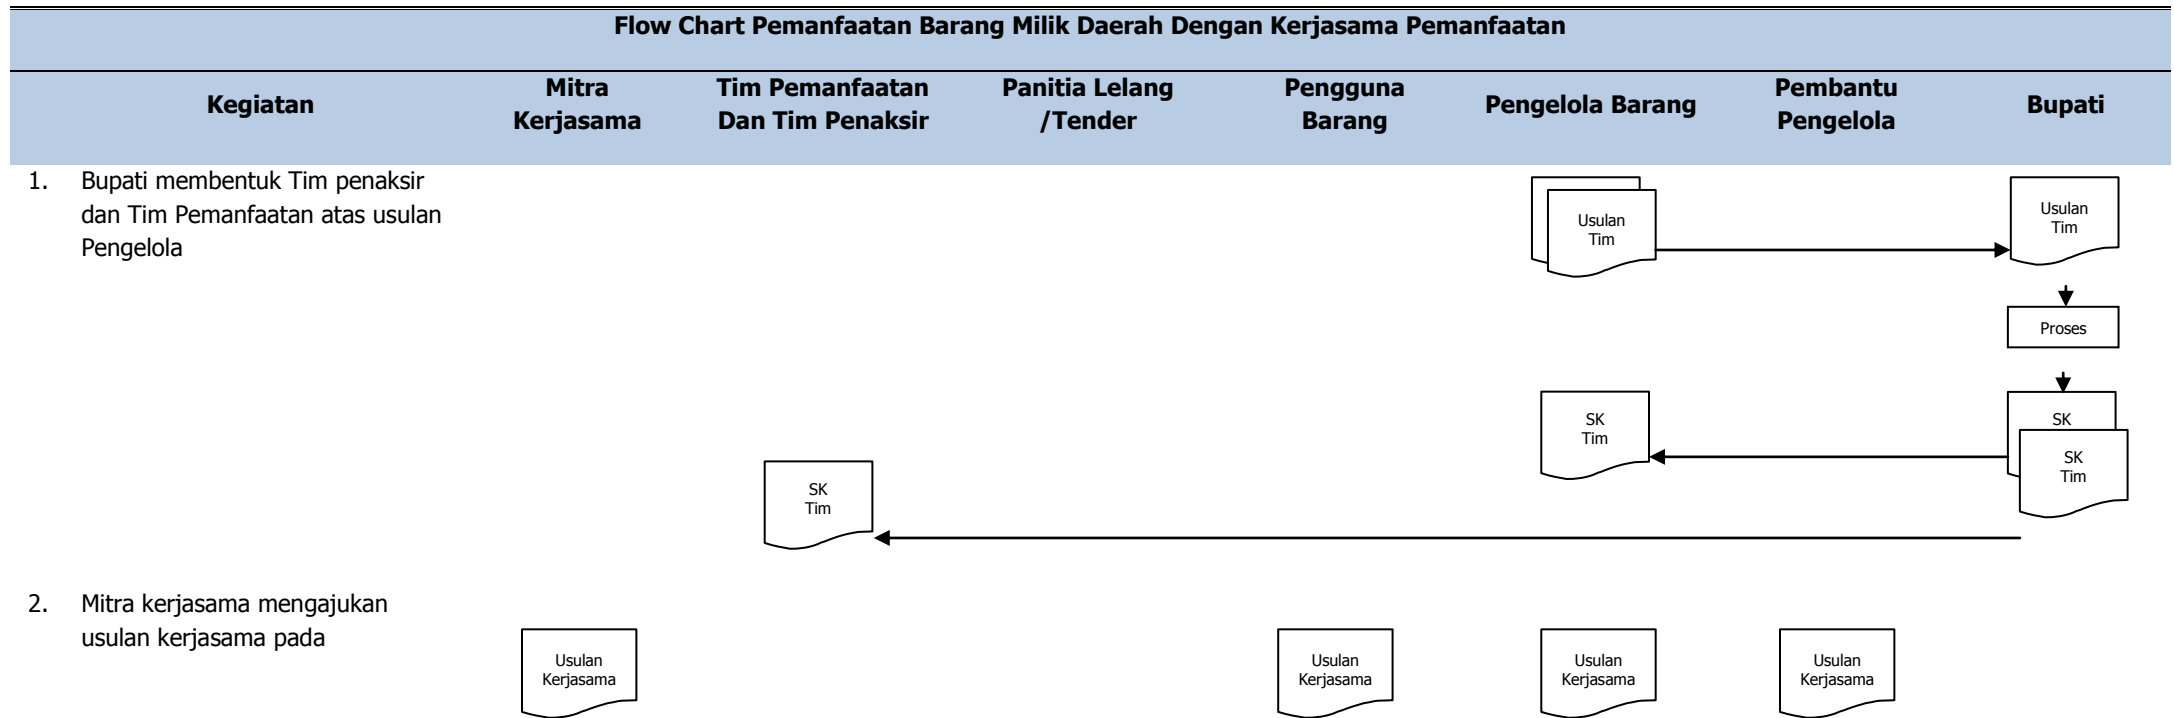 Flow Chart Pemanfaatan Barang Milik Daerah Dengan Kerjasama Pemanfaatan
Kegiatan
Mitra
Kerjasama
Tim Pemanfaatan
Dan Tim Penaksir
Panitia Lelang
/Tender
Pengguna
Barang
Pengelola Barang
Pembantu
Pengelola
Bupati
1. Bupati membentuk Tim penaksir
dan Tim Pemanfaatan atas usulan
Pengelola
Usulan
Tim
Usulan
Tim
Proses
SK
Tim
SK
SK
Tim
SK
Tim
2. Mitra kerjasama mengajukan
usulan kerjasama pada
Usulan
Kerjasama
Usulan
Kerjasama
Usulan
Kerjasama
Usulan
Kerjasama